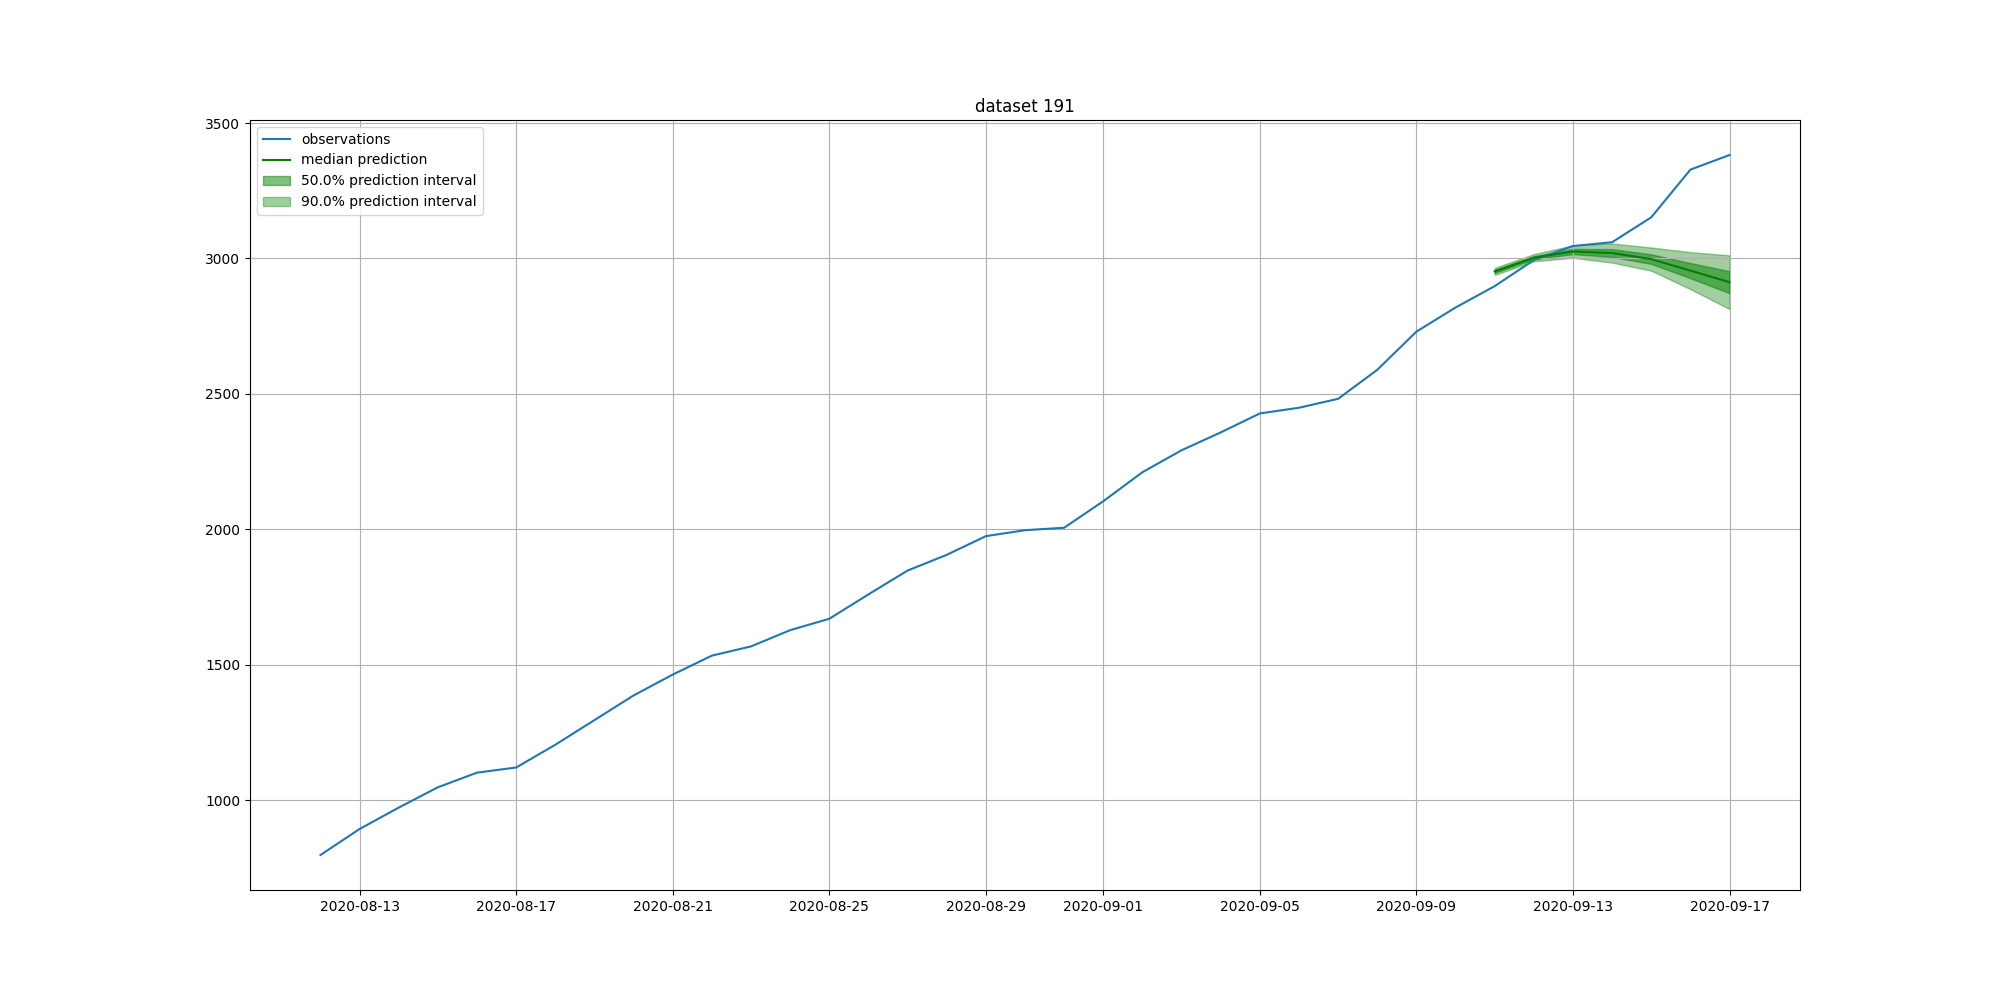 dataset 191
3500
3000
2500
2000
1500
1000
observations
median prediction
50.0% prediction interval
90.0% prediction interval
2020-08-13 2020-08-17 2020-08-21 2020-08-25 2020-08-29 2020-09-01 2020-09-05 2020-09-09 2020-09-13 2020-09-17